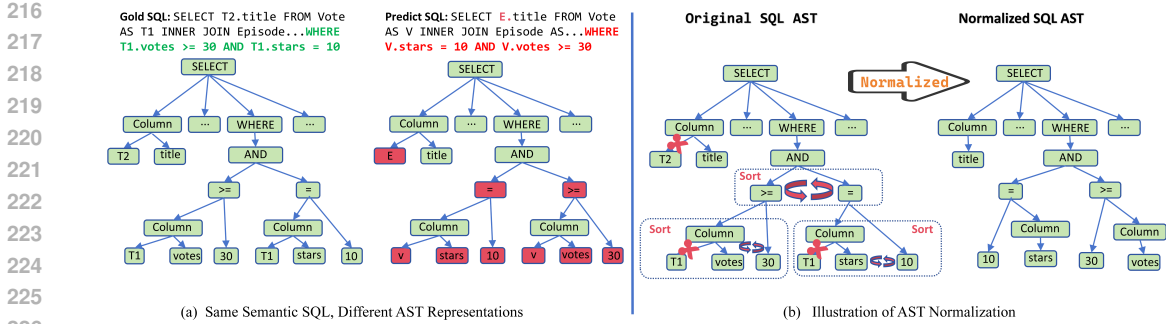 216
217
218
219
220
221
222
223
224
225
Gold SQL: SELECT T2.title FROM Vote
AS T1 INNER JOIN Episode...WHERE
T1.votes >= 30 AND T1.stars = 10
SELECT
Column ... WHERE ...
T2 title AND
>= =
Column Column
T1 votes 30 T1 stars 10
Predict SQL: SELECT E.title FROM Vote
AS V INNER JOIN Episode AS...WHERE
V.stars = 10 AND V.votes >= 30
SELECT
Column ... WHERE ...
E title AND
= >=
Column Column
v stars 10 v votes 30
(a) Same Semantic SQL, Different AST Representations
Original SQL AST
SELECT
Column ... WHERE ...
T2 title AND
Sort
>= =
Sort Column Column Sort
T1 votes 30 T1 stars 10
Normalized
Normalized SQL AST
SELECT
Column ... WHERE ...
title AND
= >=
Column Column
10 stars 30 votes
(b) Illustration of AST Normalization